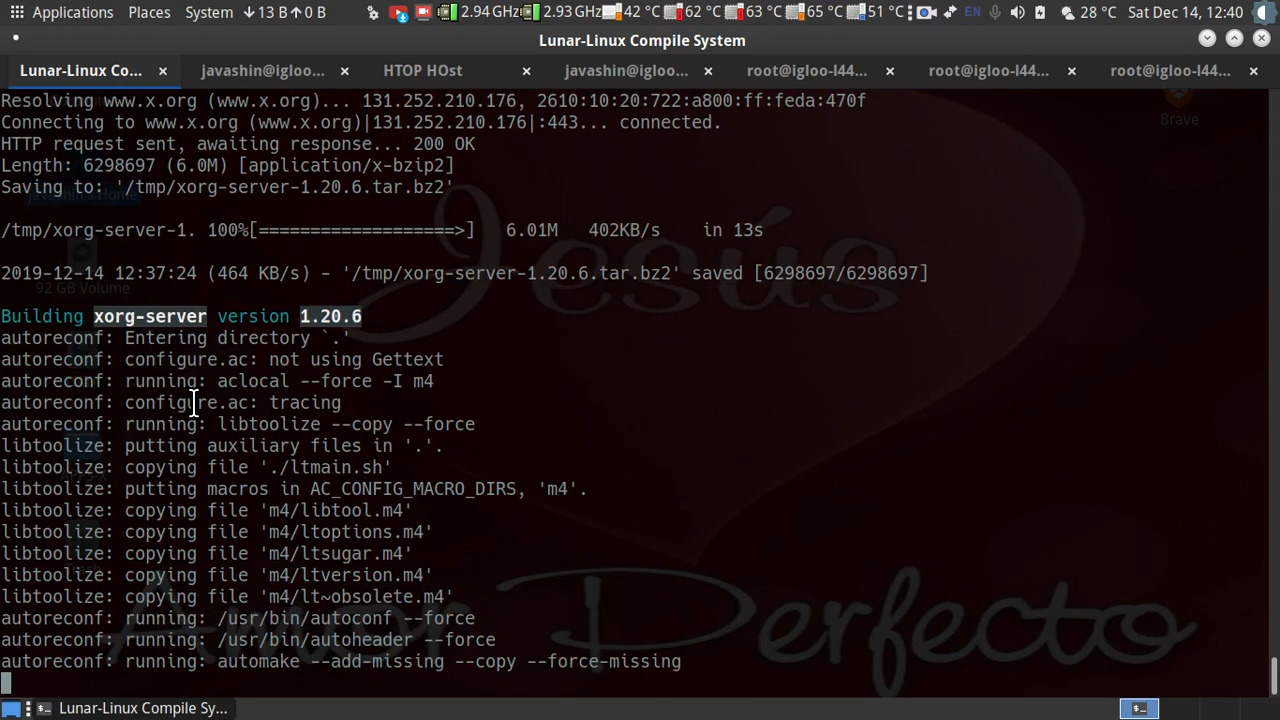 Applications Places System 13 B 0 2.94 GHz 2.93 GHz 42 °C 62 °C 63 °C 65 °C 51 °C EN 28 °C Sat Dec 14, 12:40
Lunar-Linux Compile System
Lunar-Linux Co... javashin@igloo... HTOP HOst javashin@igloo... root@igloo-l44... root@igloo-l44... root@igloo-l44...
Resolving www.x.org (www.x.org)... 131.252.210.176, 2610:10:20:722:a800:ff:feda:470f
Connecting to www.x.org (www.x.org)|131.252.210.176|:443... connected.
Brave
HTTP request sent, awaiting response... 200 OK
Length: 6298697 (6.0M) [application/x-bzip2]
Saving to: '/tmp/xorg-server-1.20.6.tar.bz2'
javashin's Home
/tmp/xorg-server-1. 100%[===================>] 6.01M 402KB/s in 13s
2019-12-14 12:37:24 (464 KB/s) - '/tmp/xorg-server-1.20.6.tar.bz2' saved [6298697/6298697]
92 GB Volume
Jesús
Building xorg-server version 1.20.6
autoreconf: Entering directory `.'
autoreconf: configure.ac: not using Gettext
autoreconf: running: aclocal --force -I m4
autoreconf: configure.ac: tracing
autoreconf: running: libtoolize --copy --force
libtoolize: putting auxiliary files in '.'.
libtoolize: copying file './ltmain.sh'
libtoolize: putting macros in AC_CONFIG_MACRO_DIRS, 'm4'.
libtoolize: copying file 'm4/libtool.m4'
libtoolize: copying file 'm4/ltoptions.m4'
libtoolize: copying file 'm4/ltsugar.m4'
libtoolize: copying file 'm4/ltversion.m4'
libtoolize: copying file 'm4/lt~obsolete.m4'
autoreconf: running: /usr/bin/autoconf --force
autoreconf: running: /usr/bin/autoheader --force
autoreconf: running: automake --add-missing --copy --force-missing
Amor Perfecto
Lunar-Linux Compile Sy...